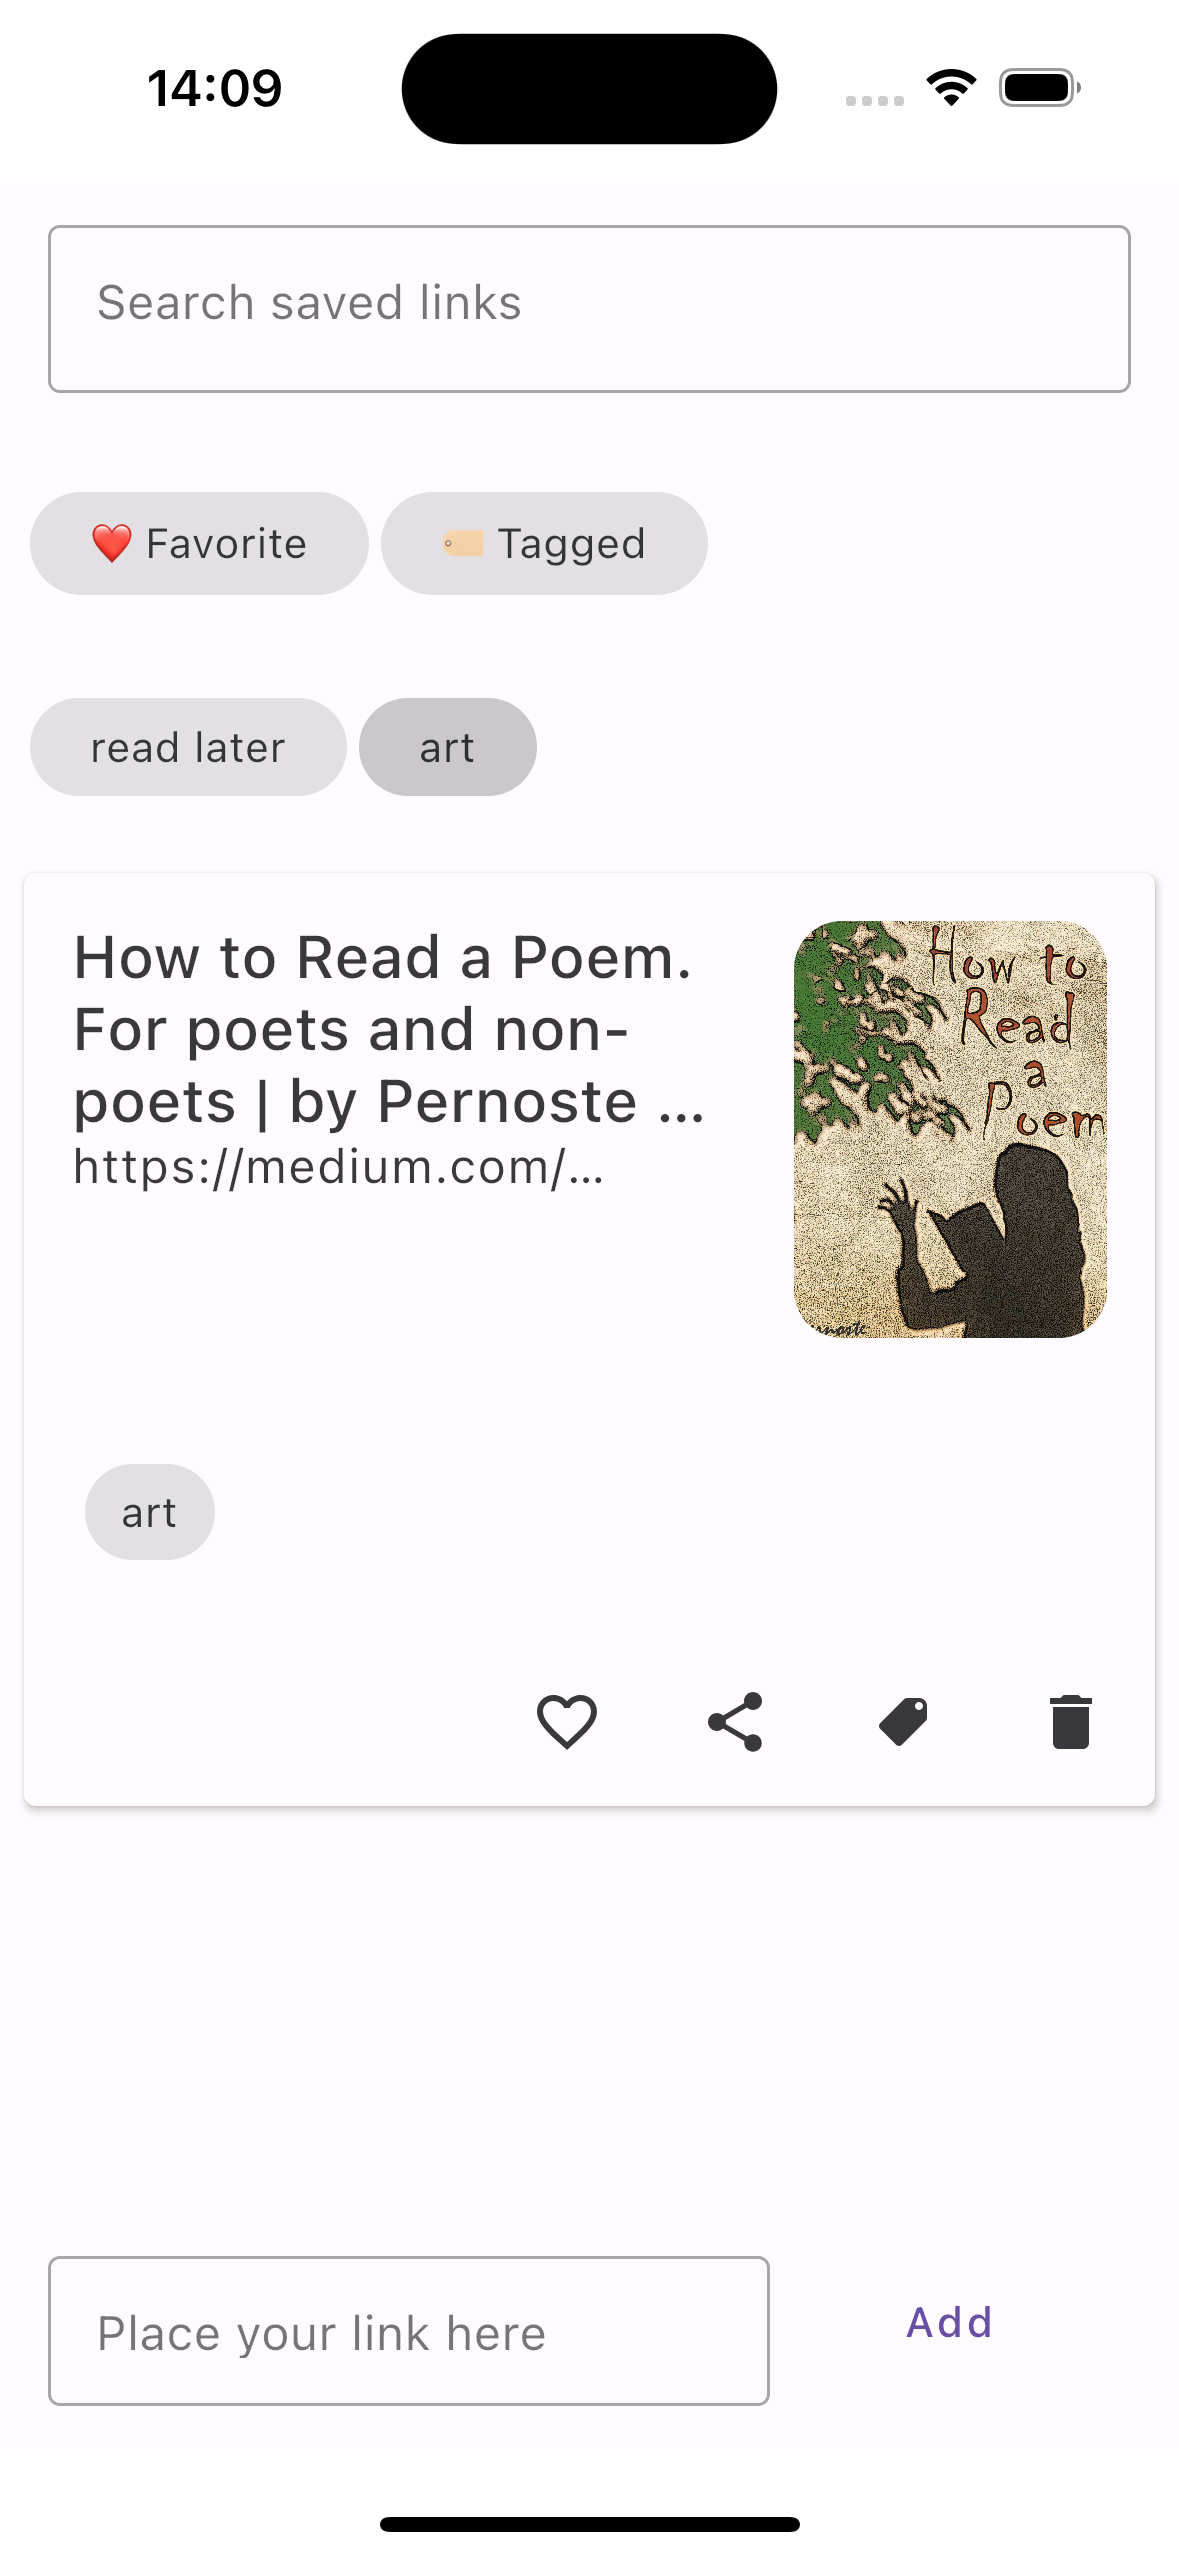 14:09
Search saved links
❤️ Favorite
🏷️ Tagged
read later
art
How to Read a Poem.
For poets and non-
poets | by Pernoste ...
https://medium.com/...
How to
Read
a
Poem
art
Place your link here
Add